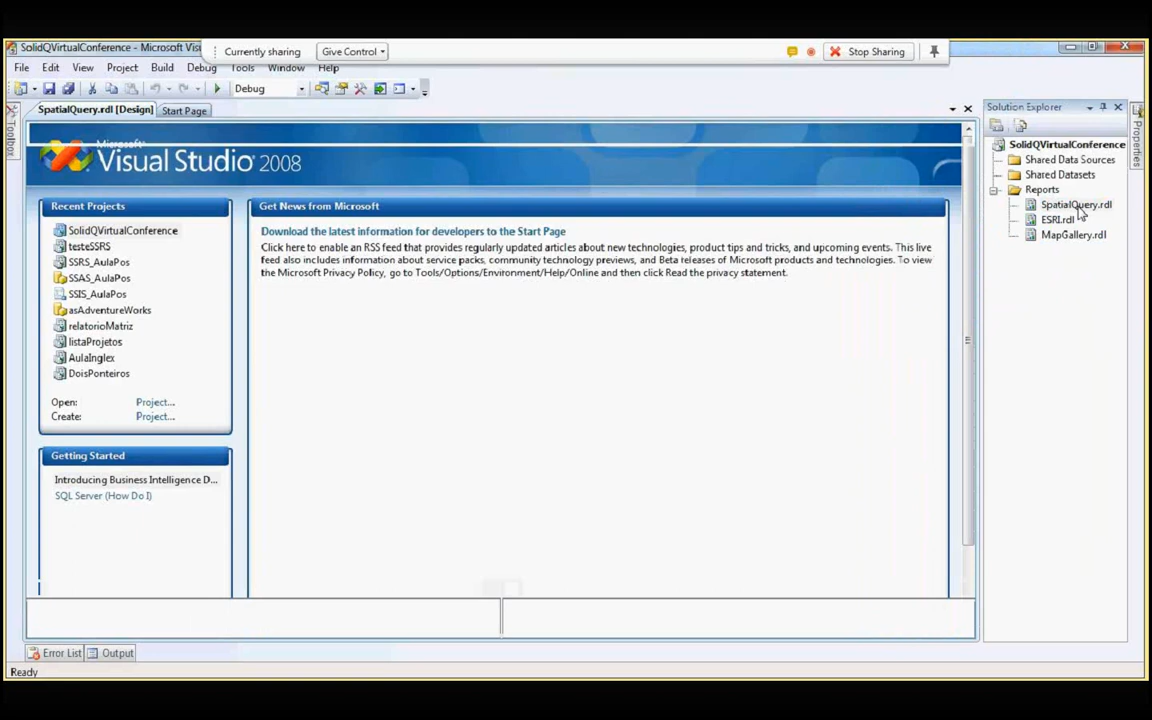 SolidQVirtualConference - Microsoft Vis
Currently sharing
Give Control
Stop Sharing
File Edit View Project Build Debug Tools Window Help
Debug
SpatialQuery.rdl [Design]
Start Page
Toolbox
Microsoft
Visual Studio 2008
Recent Projects
SolidQVirtualConference
testeSSRS
SSRS_AulaPos
SSAS_AulaPos
SSIS_AulaPos
asAdventureWorks
relatorioMatriz
listaProjetos
AulaInglex
DoisPonteiros
Open: Project...
Create: Project...
Getting Started
Introducing Business Intelligence D...
SQL Server (How Do I)
Get News from Microsoft
Download the latest information for developers to the Start Page
Click here to enable an RSS feed that provides regularly updated articles about new technologies, product tips and tricks, and upcoming events. This live
feed also includes information about service packs, community technology previews, and Beta releases of Microsoft products and technologies. To view
the Microsoft Privacy Policy, go to Tools/Options/Environment/Help/Online and then click Read the privacy statement.
Solution Explorer
SolidQVirtualConference
Shared Data Sources
Shared Datasets
Reports
SpatialQuery.rdl
ESRI.rdl
MapGallery.rdl
Properties
Error List
Output
Ready